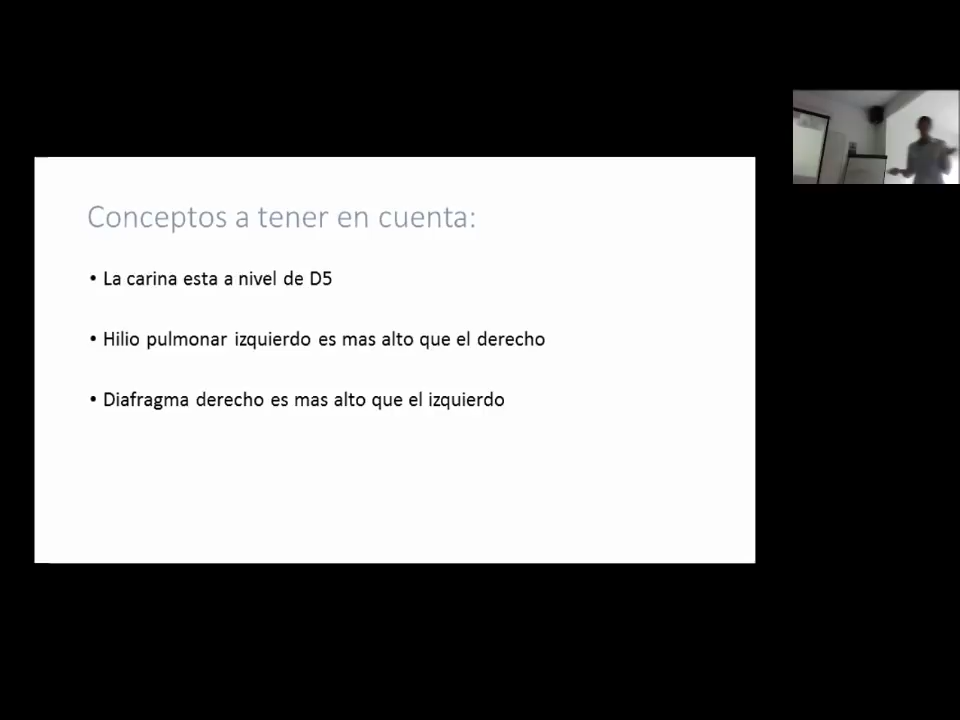 Conceptos a tener en cuenta:
• La carina esta a nivel de D5
• Hilio pulmonar izquierdo es mas alto que el derecho
• Diafragma derecho es mas alto que el izquierdo